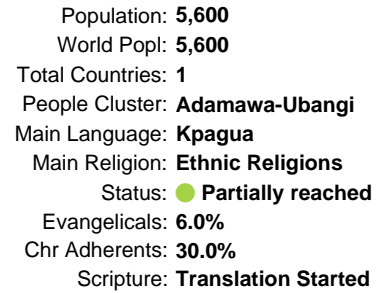 Population: 5,600
World Popl: 5,600
Total Countries: 1
People Cluster: Adamawa-Ubangi
Main Language: Kpagua
Main Religion: Ethnic Religions
Status: Partially reached
Evangelicals: 6.0%
Chr Adherents: 30.0%
Scripture: Translation Started